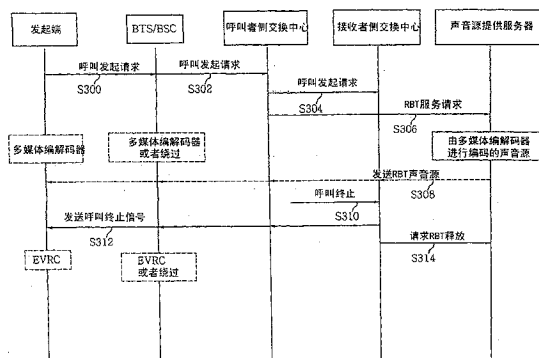 发起端
BTS/BSC
呼叫者侧交换中心
接收者侧交换中心
声音源提供服务器
呼叫发起请求
S300
呼叫发起请求
S302
呼叫发起请求
S304
RBT服务请求
S306
多媒体编解码器
多媒体编解码器
或者绕过
由多媒体编解码器
进行编码的声音源
发送RBT声音源
S308
呼叫终止
S310
发送呼叫终止信号
S312
请求RBT释放
S314
EVRC
EVRC
或者绕过